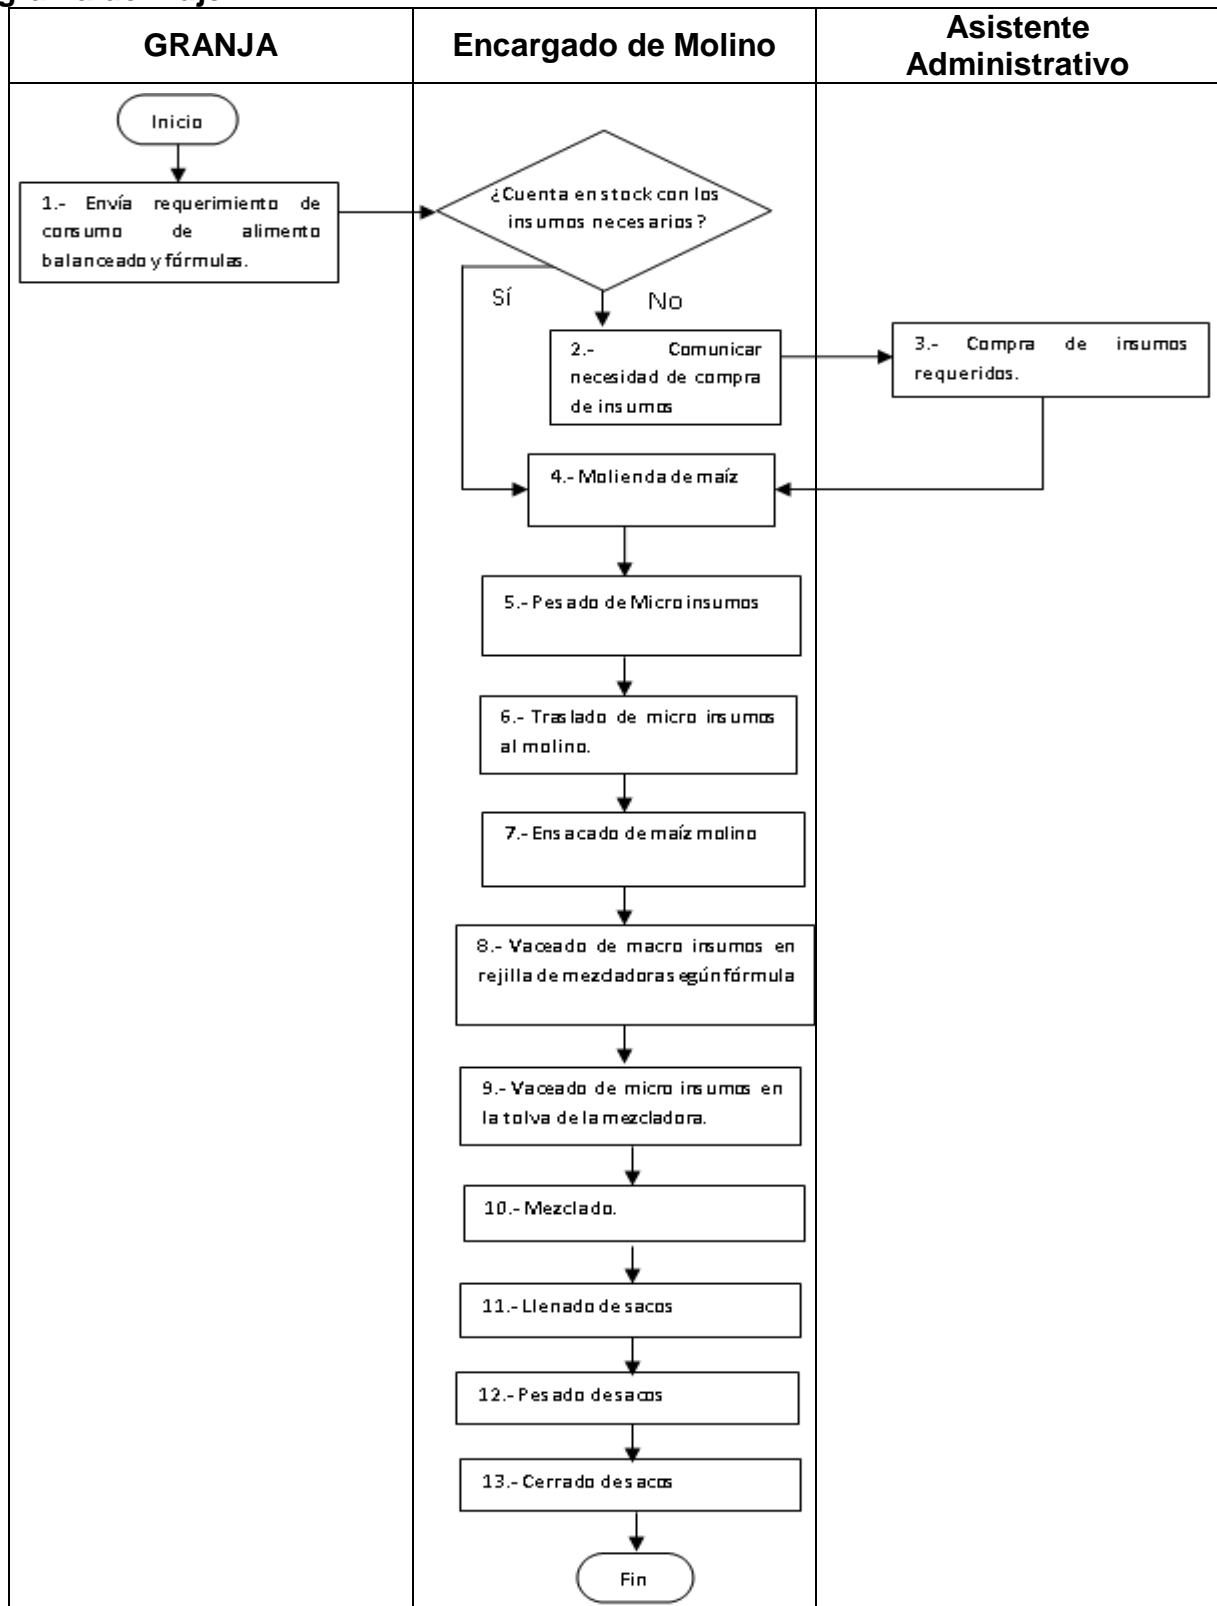 GRANJA
Encargado de Molino
Asistente
Administrativo
Inicio
1.- Envía requerimiento de
consumo de alimento
balanceado y fórmulas.
¿Cuenta en stock con los
insumos necesarios?
Sí
No
2.- Comunicar
necesidad de compra
de insumos
3.- Compra de insumos
requeridos.
4.- Molienda de maíz
5.- Pesado de Micro insumos
6.- Traslado de micro insumos
al molino.
7.- Ensacado de maíz molino
8.- Vaceado de macro insumos en
rejilla de mezcladora según fórmula
9.- Vaceado de micro insumos en
la tolva de la mezcladora.
10.- Mezclado.
11.- Llenado de sacos
12.- Pesado de sacos
13.- Cerrado de sacos
Fin